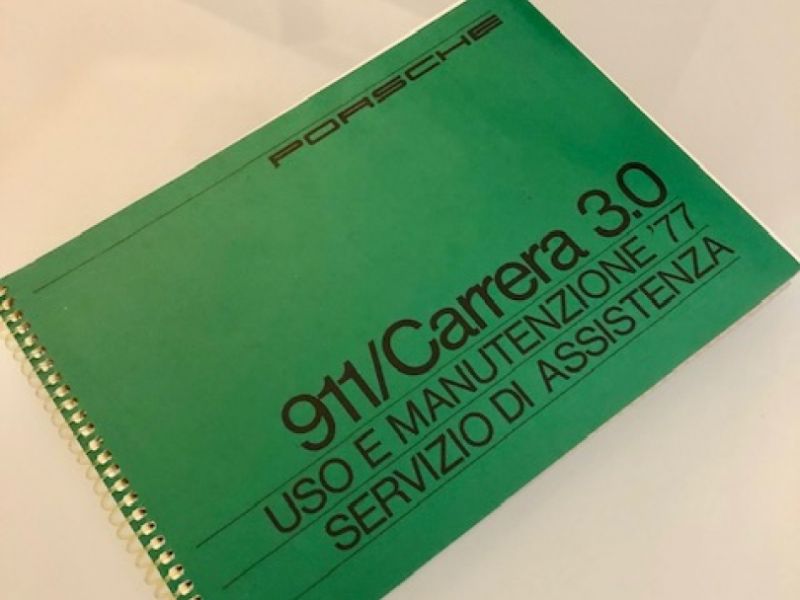 PORSCHE
911/Carrera 3.0
USO E MANUTENZIONE '77
SERVIZIO DI ASSISTENZA